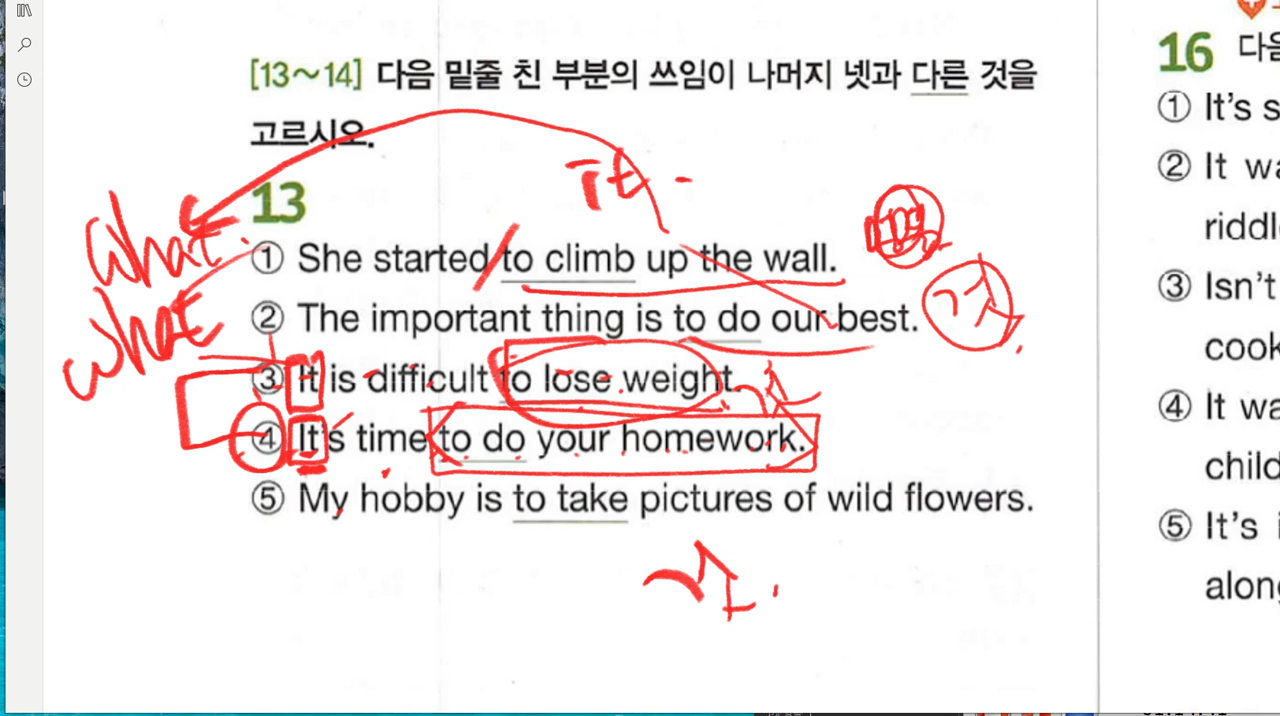 [13~14] 다음 밑줄 친 부분의 쓰임이 나머지 넷과 다른 것을
고르시오.
13
it -
what
① She started to climb up the wall.
what
② The important thing is to do our best.
것
③ It is difficult to lose weight.
④ It's time to do your homework.
⑤ My hobby is to take pictures of wild flowers.
16 다음
① It's s
② It wa
riddle
③ Isn't
cook
④ It wa
child
⑤ It's i
along